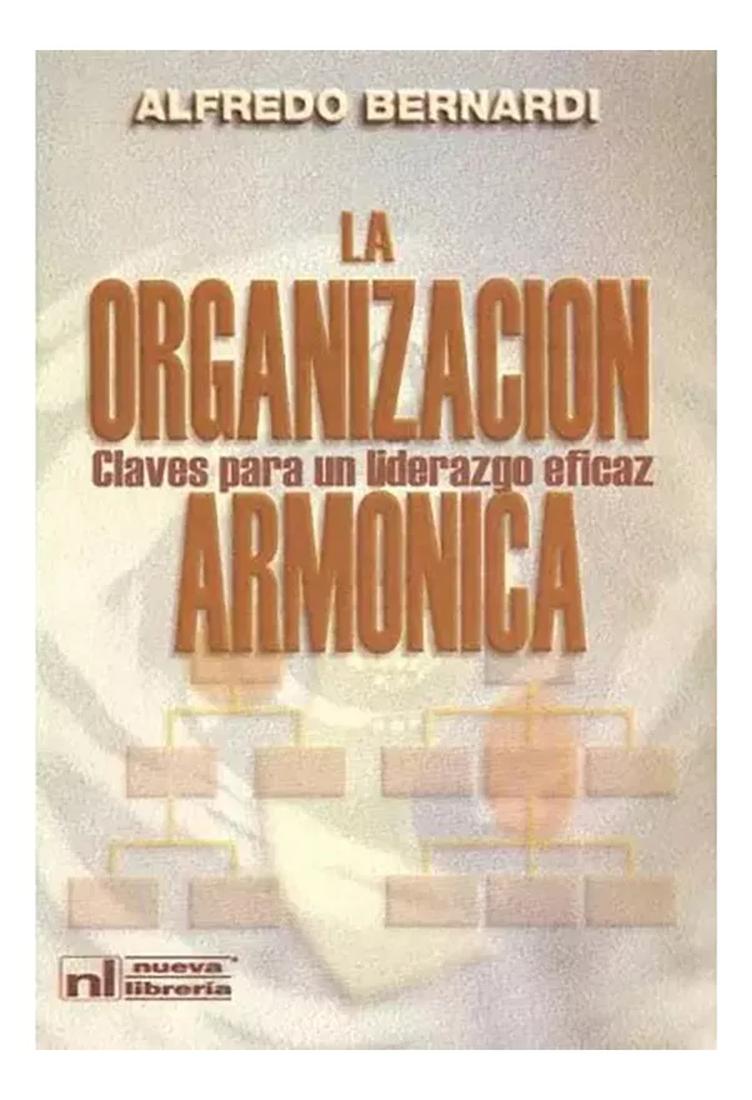 ALFREDO BERNARDI
LA
ORGANIZACION
Claves para un liderazgo eficaz
ARMONICA
nl nueva
librería